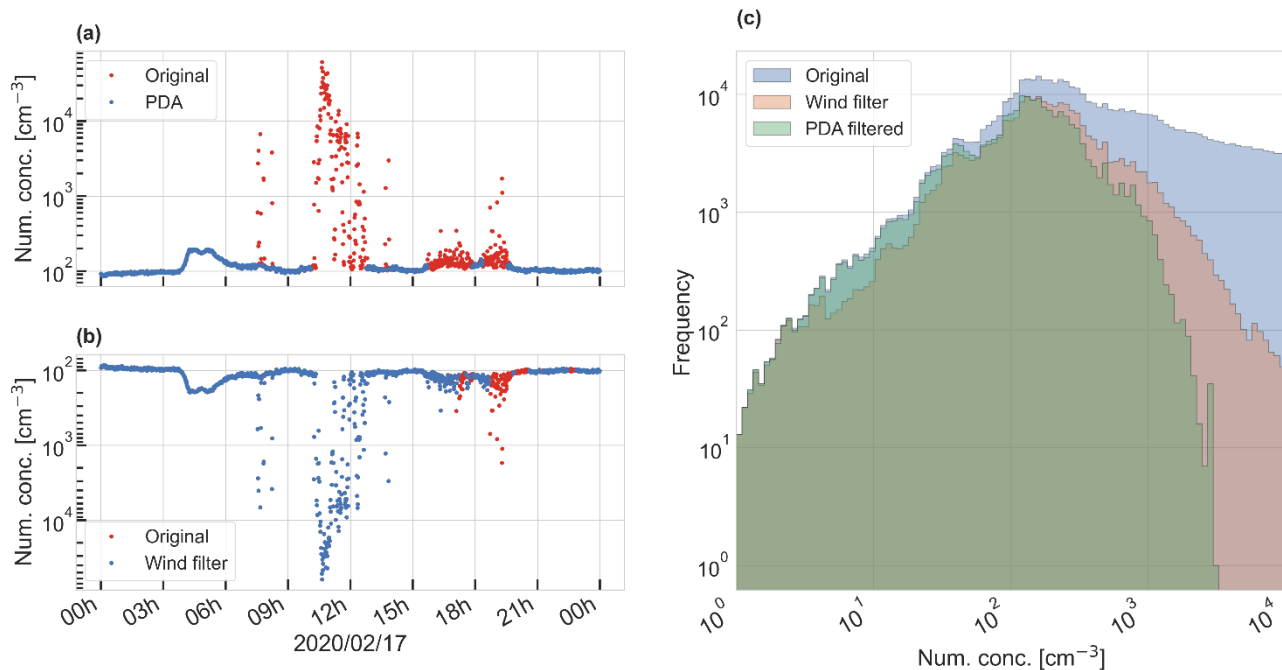 (a)
Num. conc. [cm⁻³]
10⁴
10³
10²
Original
PDA
(b)
Num. conc. [cm⁻³]
10²
10³
10⁴
Original
Wind filter
00h 03h 06h 09h 12h 15h 18h 21h 00h
2020/02/17
(c)
Frequency
10⁴
10³
10²
10¹
10⁰
Original
Wind filter
PDA filtered
10⁰ 10¹ 10² 10³ 10⁴
Num. conc. [cm⁻³]